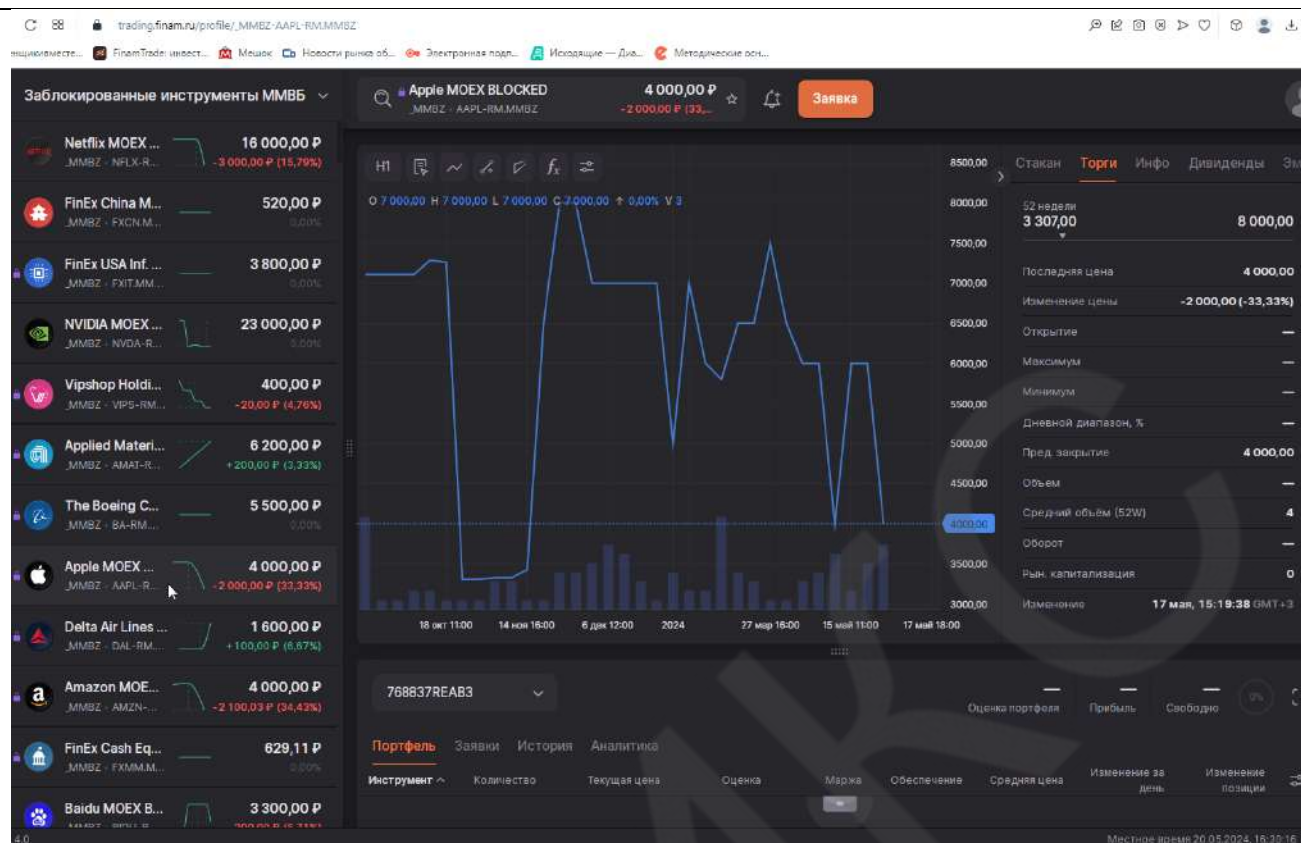 trading.finam.ru/profile/_MMBZ-AAPL-RM.MMBZ
FinamTrade: инвест...
Мешок
Новости рынка об...
Электронная подп...
Исходящие — Диа...
Методические осн...
Заблокированные инструменты ММВБ
Apple MOEX BLOCKED
4 000,00 ₽
_MMBZ · AAPL-RM.MMBZ
-2 000,00 ₽ (33,...
Заявка
Netflix MOEX ...
16 000,00 ₽
_MMBZ · NFLX-R...
-3 000,00 ₽ (15,79%)
FinEx China M...
520,00 ₽
_MMBZ · FXCN.M...
0,00%
FinEx USA Inf. ...
3 800,00 ₽
_MMBZ · FXIT.MM...
0,00%
NVIDIA MOEX ...
23 000,00 ₽
_MMBZ · NVDA-R...
0,00%
Vipshop Holdi...
400,00 ₽
_MMBZ · VIPS-RM...
-20,00 ₽ (4,76%)
Applied Materi...
6 200,00 ₽
_MMBZ · AMAT-R...
+200,00 ₽ (3,33%)
The Boeing C...
5 500,00 ₽
_MMBZ · BA-RM....
0,00%
Apple MOEX ...
4 000,00 ₽
_MMBZ · AAPL-R...
-2 000,00 ₽ (33,33%)
Delta Air Lines ...
1 600,00 ₽
_MMBZ · DAL-RM....
+100,00 ₽ (6,67%)
Amazon MOE...
4 000,00 ₽
_MMBZ · AMZN-...
-2 100,03 ₽ (34,43%)
FinEx Cash Eq...
629,11 ₽
_MMBZ · FXMM.M...
0,00%
Baidu MOEX B...
3 300,00 ₽
4.0
H1
O 7 000,00 H 7 000,00 L 7 000,00 C 7 000,00 ↑ 0,00% V 3
8500,00
8000,00
7500,00
7000,00
6500,00
6000,00
5500,00
5000,00
4500,00
4000,00
3500,00
3000,00
18 окт 11:00
14 ноя 16:00
6 дек 12:00
2024
27 мар 16:00
15 май 11:00
17 май 18:00
Стакан
Торги
Инфо
Дивиденды
Эм
52 недели
3 307,00
8 000,00
Последняя цена
4 000,00
Изменение цены
-2 000,00 (-33,33%)
Открытие
—
Максимум
—
Минимум
—
Дневной диапазон, %
—
Пред. закрытие
4 000,00
Объем
—
Средний объём (52W)
4
Оборот
—
Рын. капитализация
0
Изменение
17 мая, 15:19:38 GMT+3
768837REAB3
—
—
—
0%
Оценка портфеля
Прибыль
Свободно
Портфель
Заявки
История
Аналитика
Инструмент
Количество
Текущая цена
Оценка
Маржа
Обеспечение
Средняя цена
Изменение за день
Изменение позиции
Местное время 20.05.2024, 16:30:16